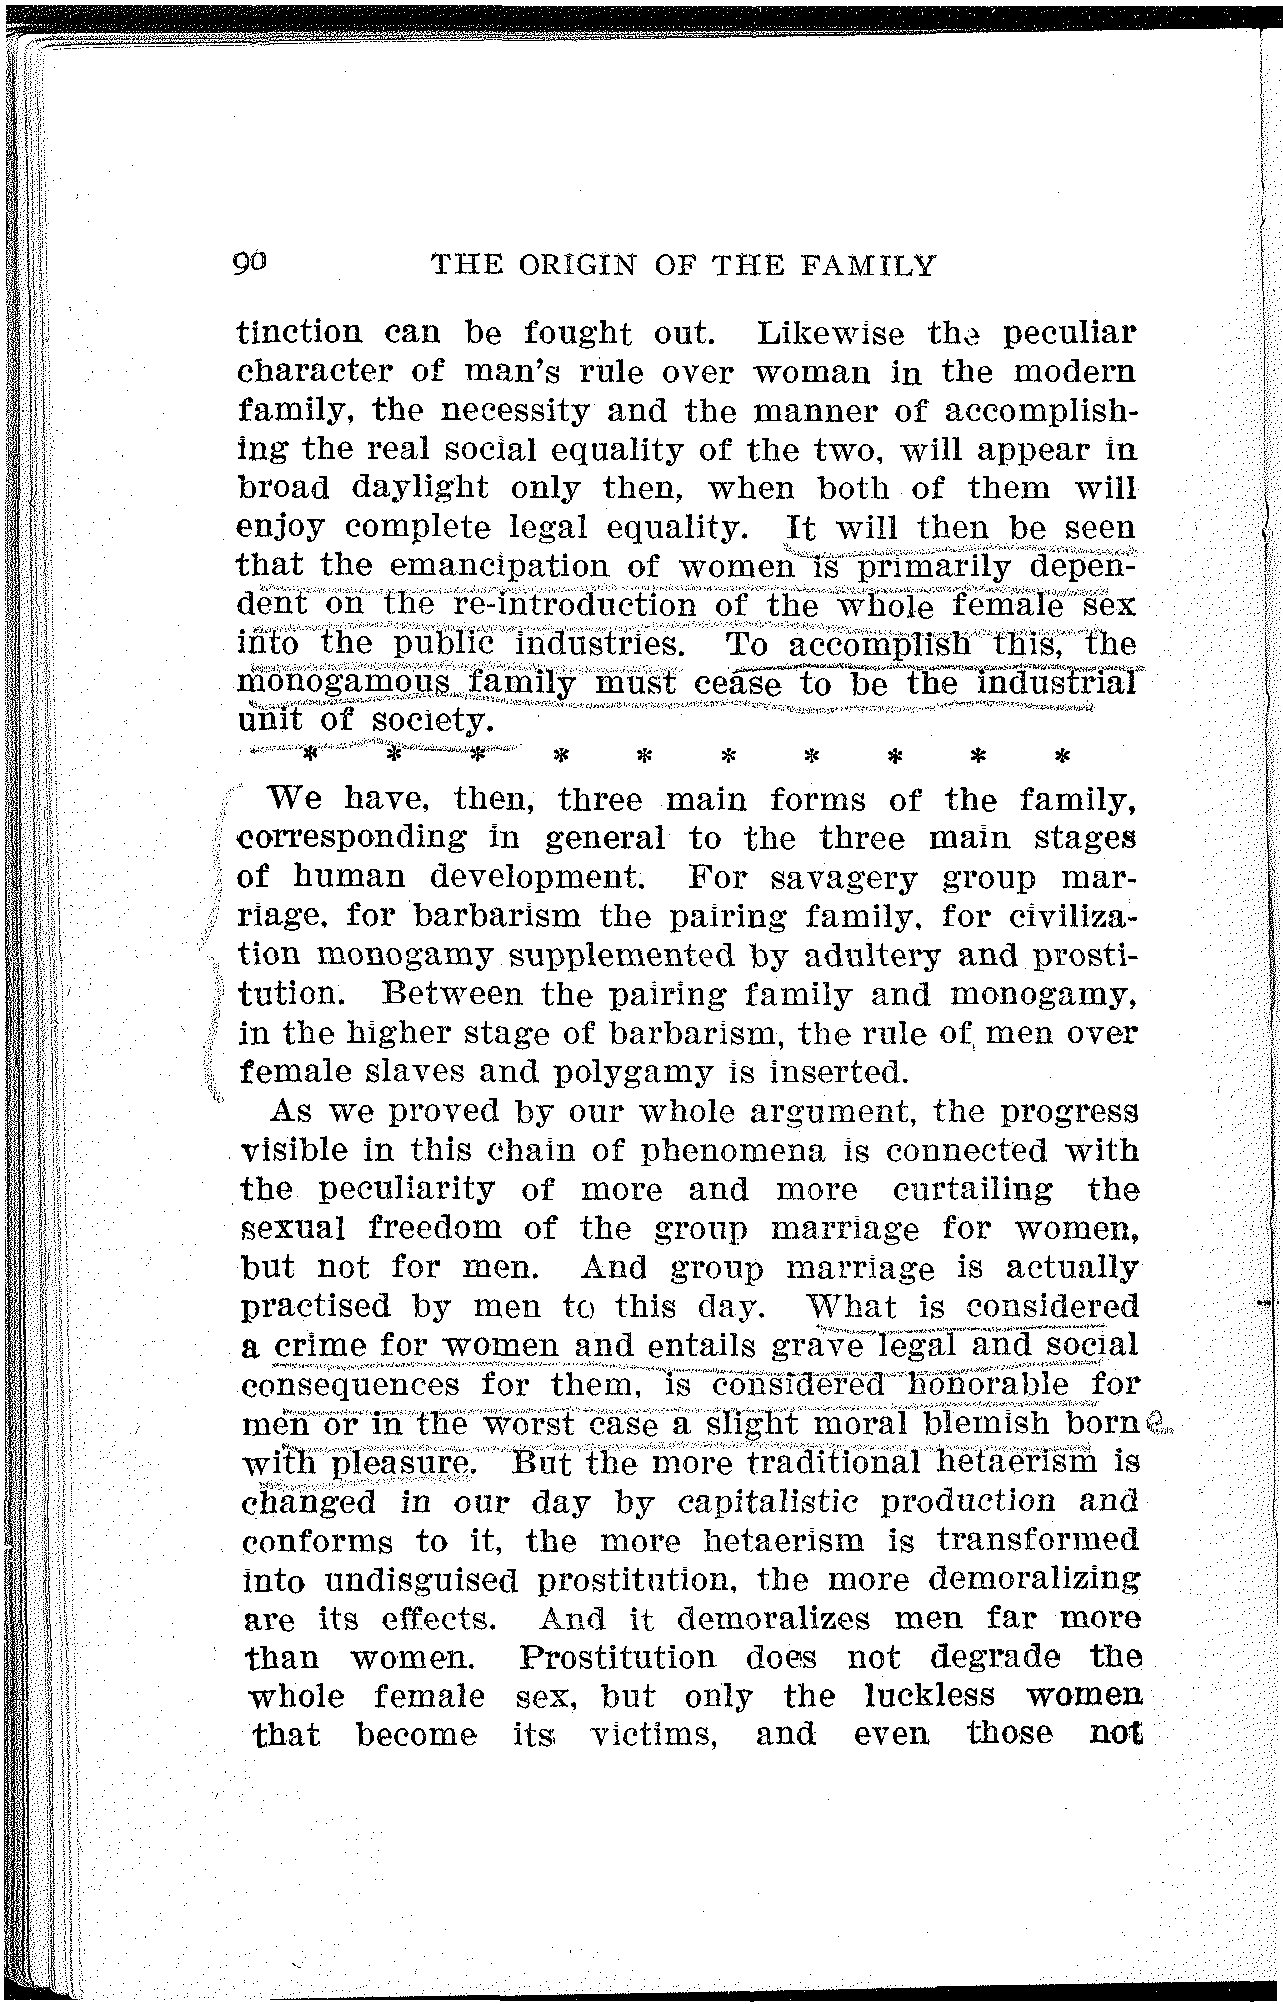 90 THE ORIGIN OF THE FAMILY
tinction can be fought out. Likewise the peculiar
character of man's rule over woman in the modern
family, the necessity and the manner of accomplish-
ing the real social equality of the two, will appear in
broad daylight only then, when both of them will
enjoy complete legal equality. It will then be seen
that the emancipation of women is primarily depen-
dent on the re-introduction of the whole female sex
into the public industries. To accomplish this, the
monogamous family must cease to be the industrial
unit of society.
* * * * * * * * * *
We have, then, three main forms of the family,
corresponding in general to the three main stages
of human development. For savagery group mar-
riage, for barbarism the pairing family, for civiliza-
tion monogamy supplemented by adultery and prosti-
tution. Between the pairing family and monogamy,
in the higher stage of barbarism, the rule of men over
female slaves and polygamy is inserted.
As we proved by our whole argument, the progress
visible in this chain of phenomena is connected with
the peculiarity of more and more curtailing the
sexual freedom of the group marriage for women,
but not for men. And group marriage is actually
practised by men to this day. What is considered
a crime for women and entails grave legal and social
consequences for them, is considered honorable for
men or in the worst case a slight moral blemish borne
with pleasure. But the more traditional hetaerism is
changed in our day by capitalistic production and
conforms to it, the more hetaerism is transformed
into undisguised prostitution, the more demoralizing
are its effects. And it demoralizes men far more
than women. Prostitution does not degrade the
whole female sex, but only the luckless women
that become its victims, and even those not